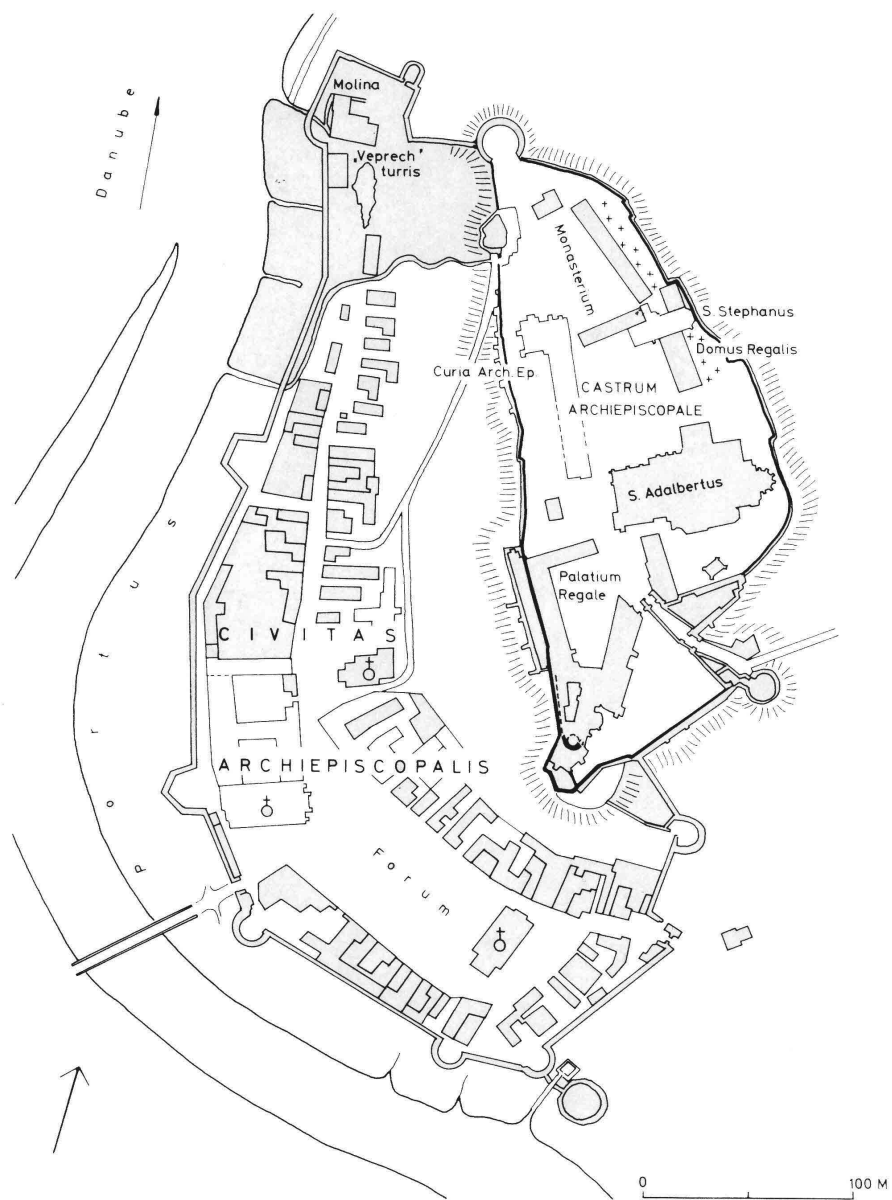 Molina
Danube
„Veprech”
turris
Monasterium
S. Stephanus
Domus Regalis
Curia Arch. Ep.
CASTRUM
ARCHIEPISCOPALE
S. Adalbertus
Portus
Palatium
Regale
CIVITAS
ARCHIEPISCOPALIS
Forum
0 100 M